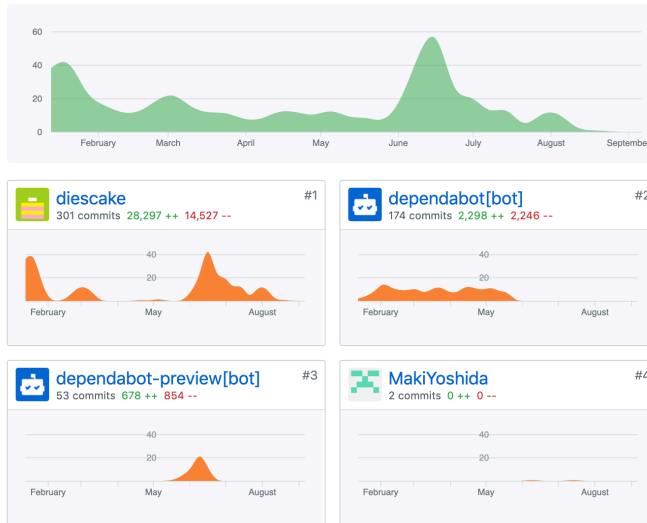 60
40
20
0
February March April May June July August Septembe
diescake #1
301 commits 28,297 ++ 14,527 --
40
20
February May August
dependabot[bot] #2
174 commits 2,298 ++ 2,246 --
40
20
February May August
dependabot-preview[bot] #3
53 commits 678 ++ 854 --
40
20
February May August
MakiYoshida #4
2 commits 0 ++ 0 --
40
20
February May August